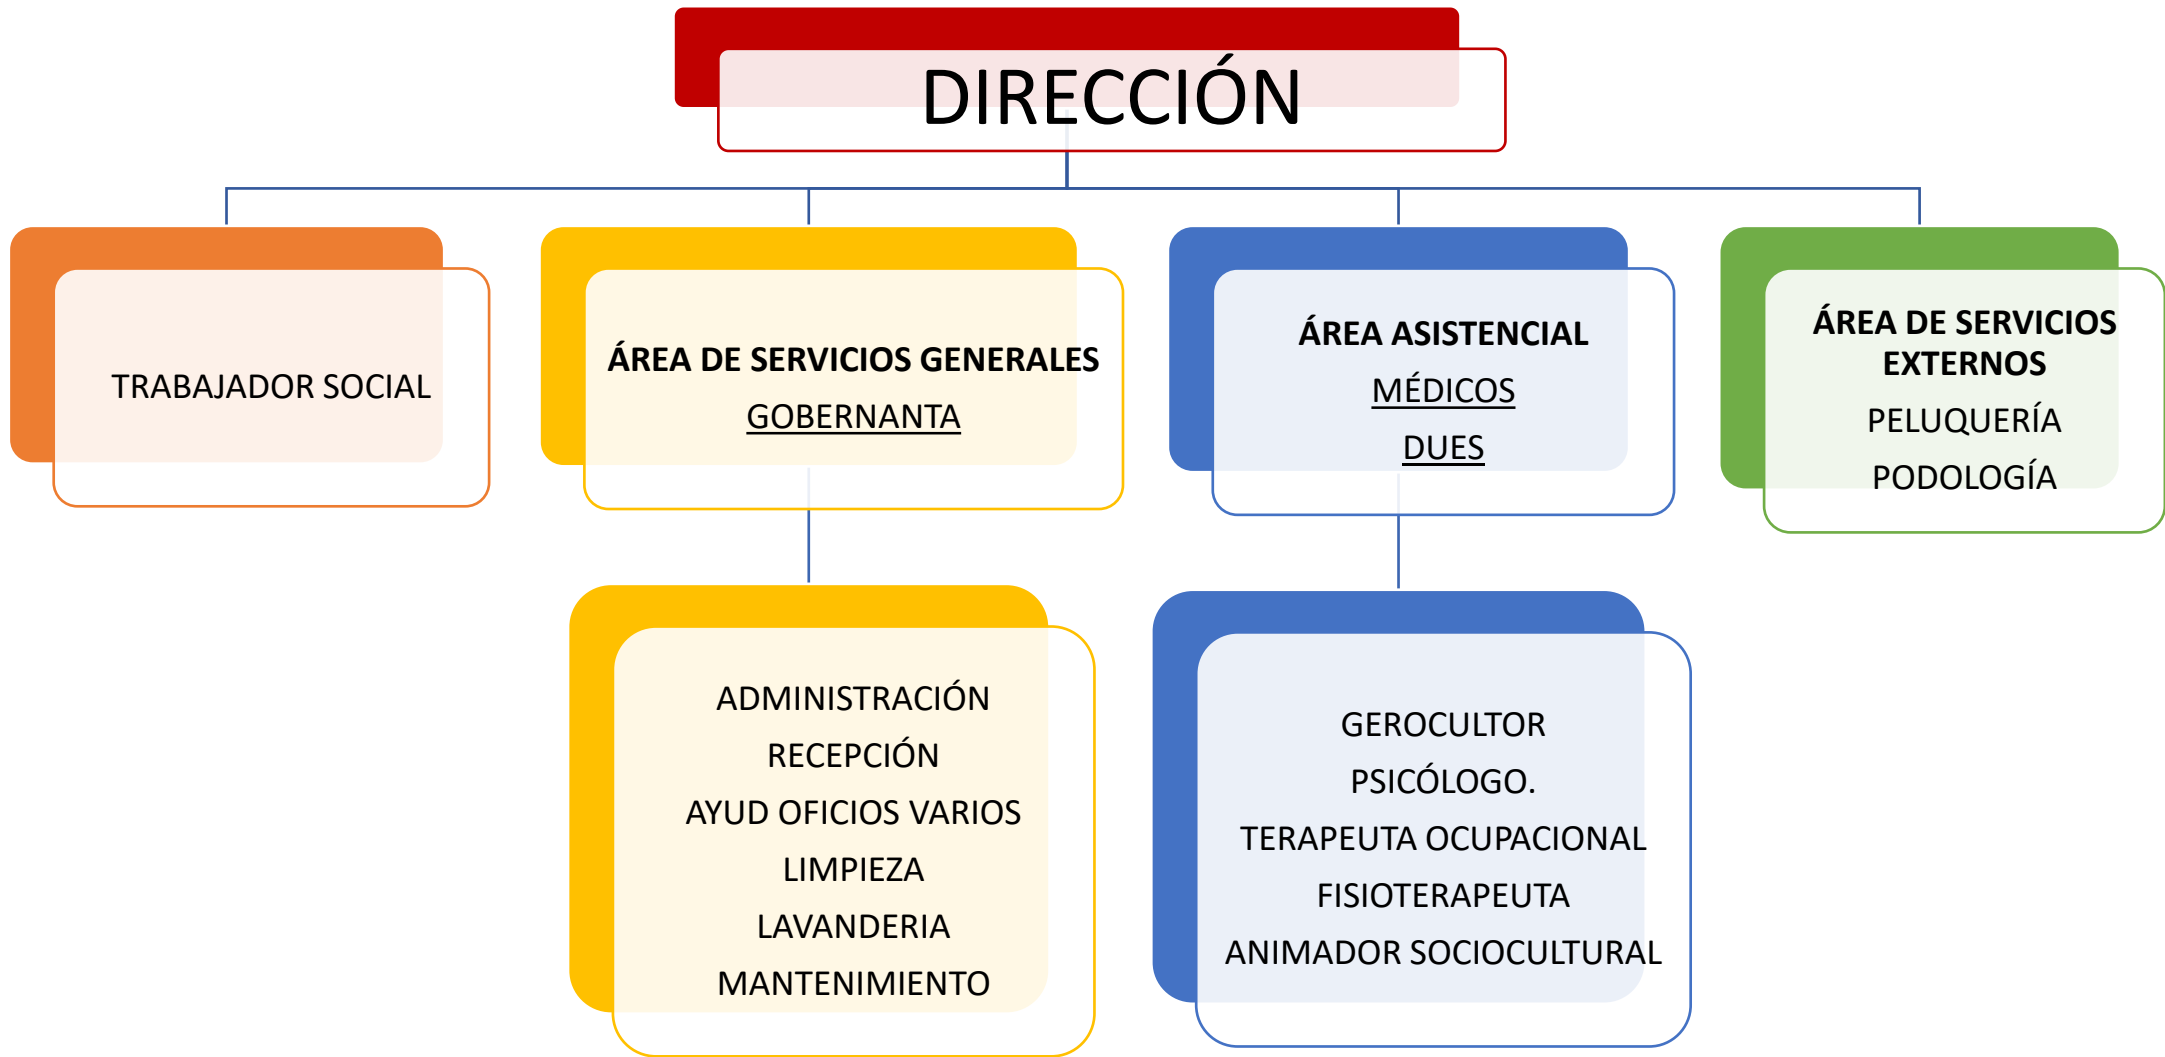 DIRECCIÓN
TRABAJADOR SOCIAL
ÁREA DE SERVICIOS GENERALES
GOBERNANTA
ÁREA ASISTENCIAL
MÉDICOS
DUES
ÁREA DE SERVICIOS
EXTERNOS
PELUQUERÍA
PODOLOGÍA
ADMINISTRACIÓN
RECEPCIÓN
AYUD OFICIOS VARIOS
LIMPIEZA
LAVANDERIA
MANTENIMIENTO
GEROCULTOR
PSICÓLOGO.
TERAPEUTA OCUPACIONAL
FISIOTERAPEUTA
ANIMADOR SOCIOCULTURAL